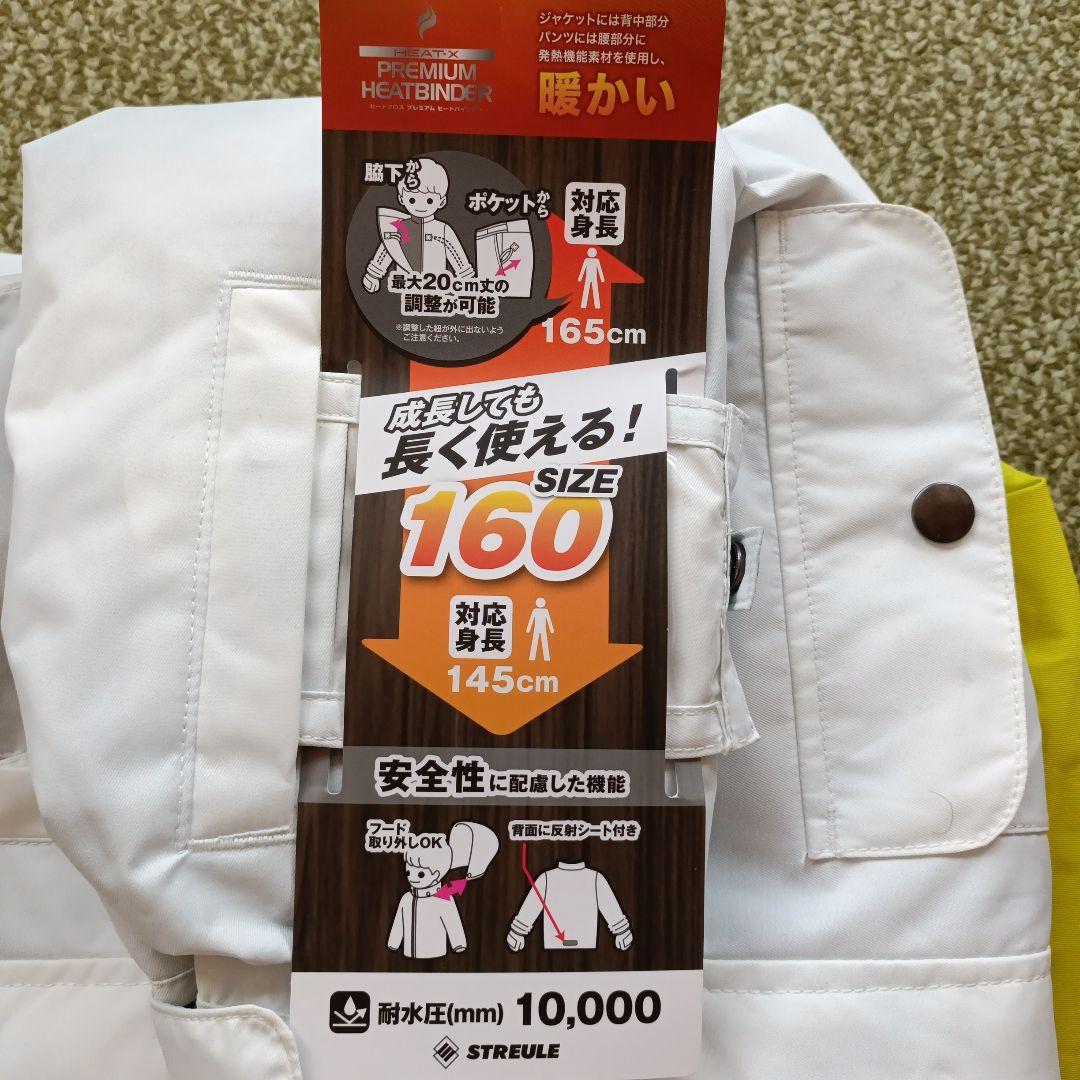 HEAT-X
PREMIUM
HEATBINDER
ヒートクロス プレミアム ヒートバインダー
ジャケットには背中部分
パンツには腰部分に
発熱機能素材を使用し、
暖かい
脇下から
ポケットから
最大20cm丈の
調整が可能
※調整した紐が外に出ないよう
ご注意ください。
対応
身長
165cm
成長しても
長く使える!
SIZE
160
対応
身長
145cm
安全性に配慮した機能
フード
取り外しOK
背面に反射シート付き
耐水圧(mm) 10,000
STREULE